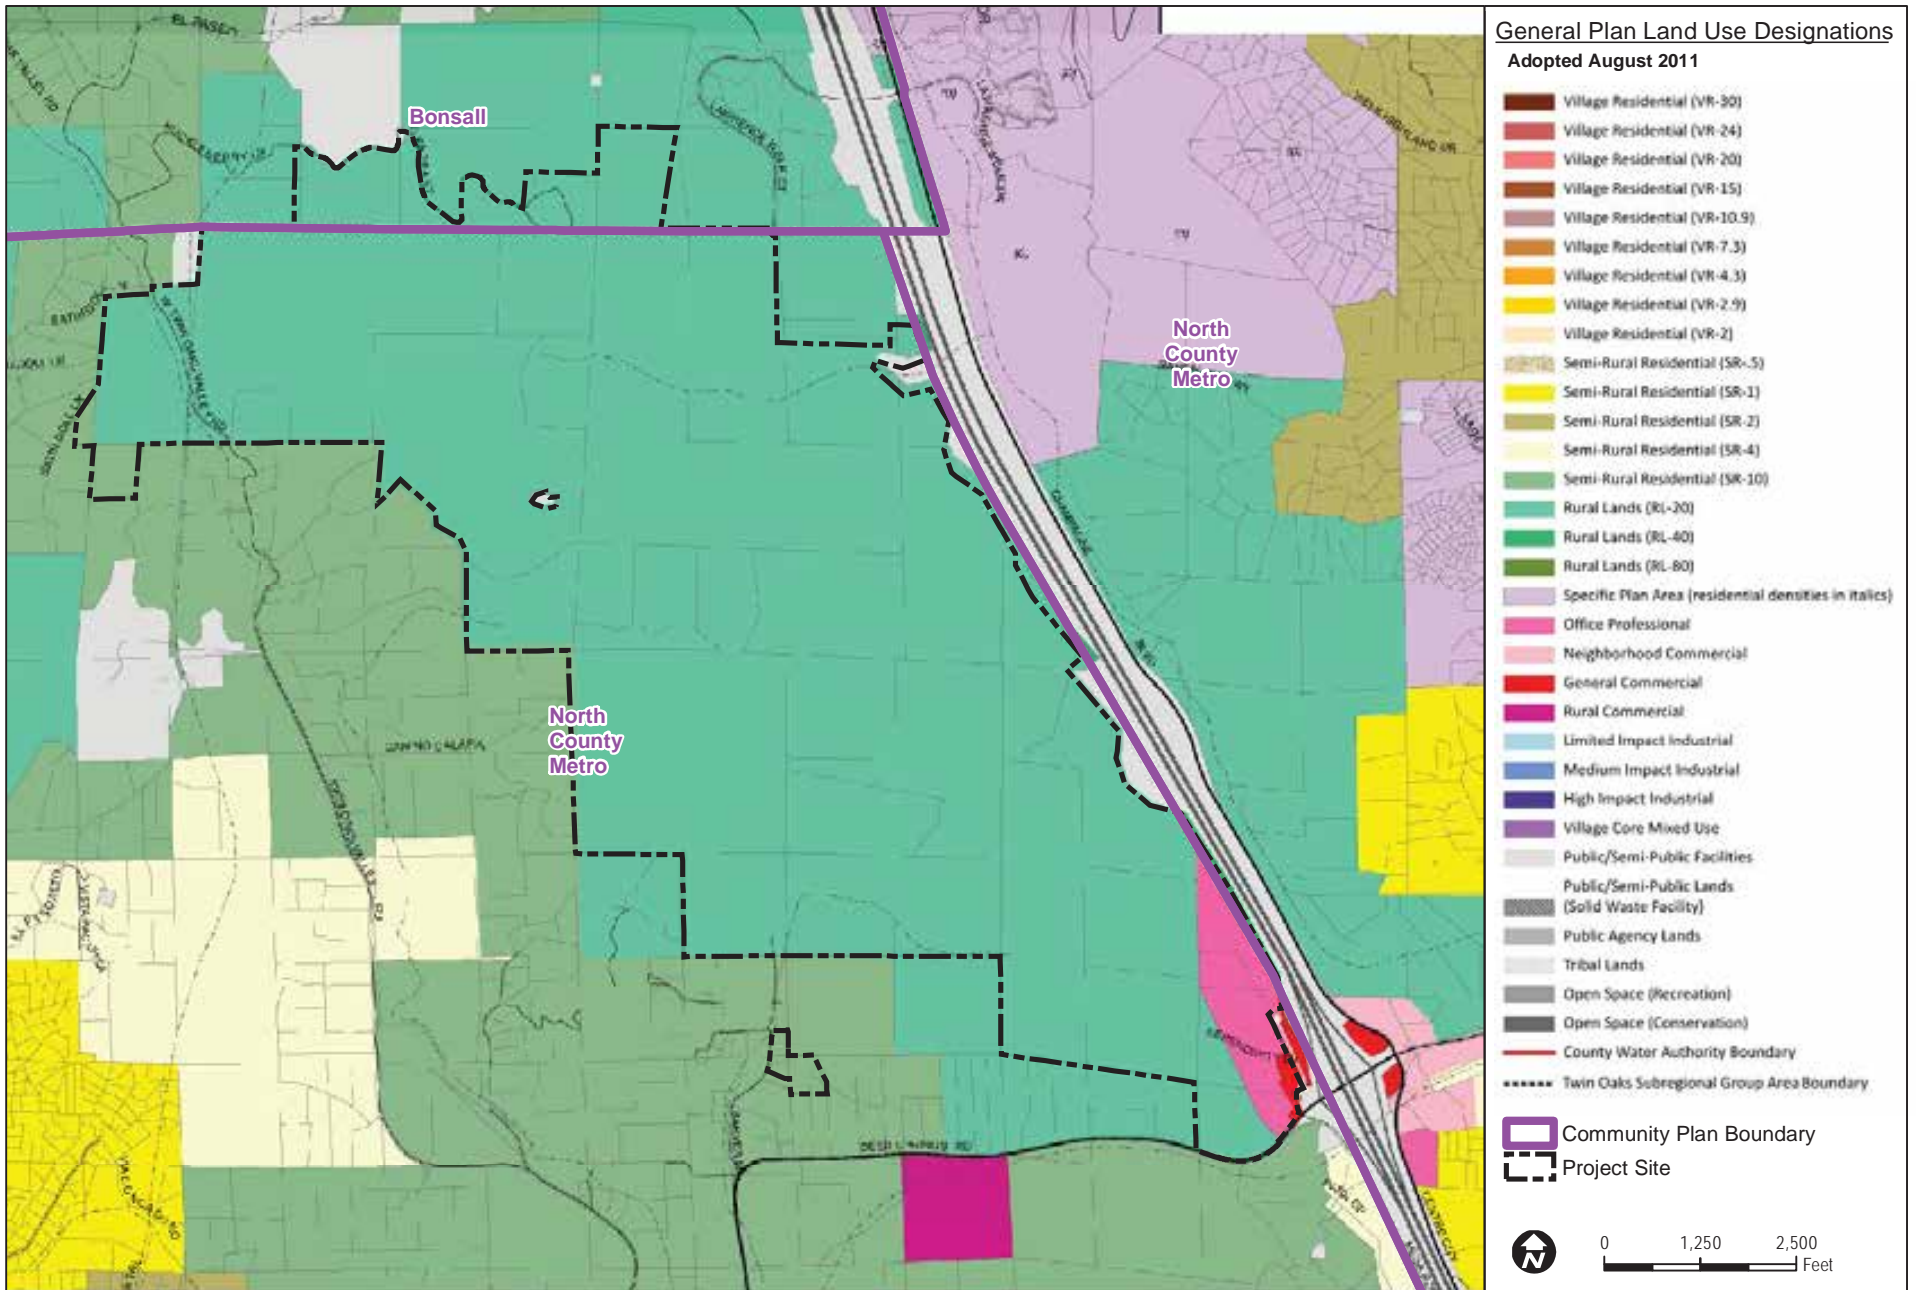 General Plan Land Use Designations
Adopted August 2011
Village Residential (VR-30)
Village Residential (VR-24)
Village Residential (VR-20)
Village Residential (VR-15)
Village Residential (VR-10.9)
Village Residential (VR-7.3)
Village Residential (VR-4.3)
Village Residential (VR-2.9)
Village Residential (VR-2)
Semi-Rural Residential (SR-.5)
Semi-Rural Residential (SR-1)
Semi-Rural Residential (SR-2)
Semi-Rural Residential (SR-4)
Semi-Rural Residential (SR-10)
Rural Lands (RL-20)
Rural Lands (RL-40)
Rural Lands (RL-80)
Specific Plan Area (residential densities in italics)
Office Professional
Neighborhood Commercial
General Commercial
Rural Commercial
Limited Impact Industrial
Medium Impact Industrial
High Impact Industrial
Village Core Mixed Use
Public/Semi-Public Facilities
Public/Semi-Public Lands
(Solid Waste Facility)
Public Agency Lands
Tribal Lands
Open Space (Recreation)
Open Space (Conservation)
County Water Authority Boundary
Twin Oaks Subregional Group Area Boundary
Community Plan Boundary
Project Site
N
0 1,250 2,500
Feet
Bonsall
North
County
Metro
North
County
Metro